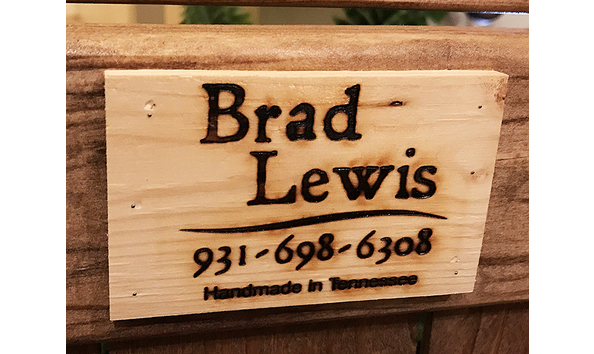 Brad
Lewis
931-698-6308
Handmade in Tennessee